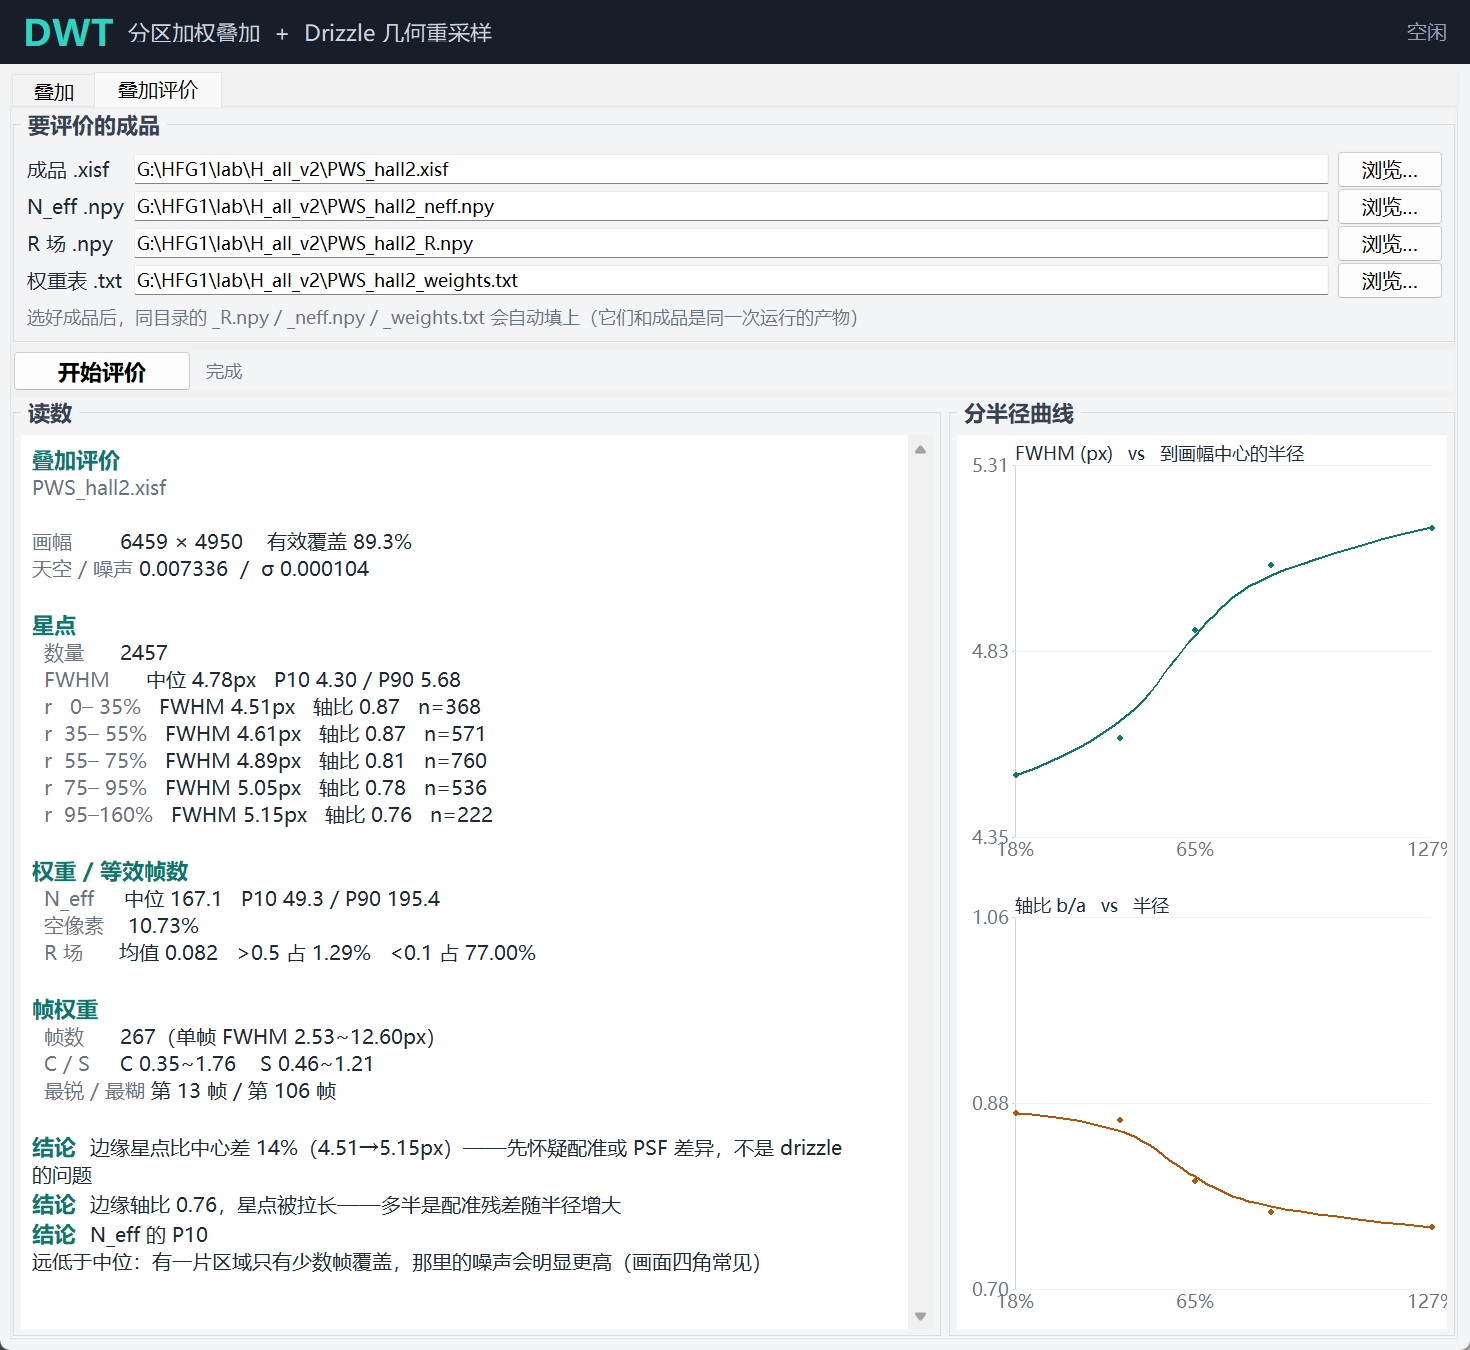 DWT 分区加权叠加 + Drizzle 几何重采样
空闲
叠加 叠加评价
要评价的成品
成品 .xisf G:\HFG1\lab\H_all_v2\PWS_hall2.xisf 浏览...
N_eff .npy G:\HFG1\lab\H_all_v2\PWS_hall2_neff.npy 浏览...
R 场 .npy G:\HFG1\lab\H_all_v2\PWS_hall2_R.npy 浏览...
权重表 .txt G:\HFG1\lab\H_all_v2\PWS_hall2_weights.txt 浏览...
选好成品后，同目录的 _R.npy / _neff.npy / _weights.txt 会自动填上（它们和成品是同一次运行的产物）
开始评价 完成
读数
叠加评价
PWS_hall2.xisf
画幅 6459 × 4950 有效覆盖 89.3%
天空 / 噪声 0.007336 / σ 0.000104
星点
数量 2457
FWHM 中位 4.78px P10 4.30 / P90 5.68
r 0– 35% FWHM 4.51px 轴比 0.87 n=368
r 35– 55% FWHM 4.61px 轴比 0.87 n=571
r 55– 75% FWHM 4.89px 轴比 0.81 n=760
r 75– 95% FWHM 5.05px 轴比 0.78 n=536
r 95–160% FWHM 5.15px 轴比 0.76 n=222
权重 / 等效帧数
N_eff 中位 167.1 P10 49.3 / P90 195.4
空像素 10.73%
R 场 均值 0.082 >0.5 占 1.29% <0.1 占 77.00%
帧权重
帧数 267（单帧 FWHM 2.53~12.60px）
C / S C 0.35~1.76 S 0.46~1.21
最锐 / 最糊 第 13 帧 / 第 106 帧
结论 边缘星点比中心差 14%（4.51→5.15px）——先怀疑配准或 PSF 差异，不是 drizzle
的问题
结论 边缘轴比 0.76，星点被拉长——多半是配准残差随半径增大
结论 N_eff 的 P10
远低于中位：有一片区域只有少数帧覆盖，那里的噪声会明显更高（画面四角常见）
分半径曲线
FWHM (px) vs 到画幅中心的半径
5.31
4.83
4.35
18% 65% 127%
轴比 b/a vs 半径
1.06
0.88
0.70
18% 65% 127%